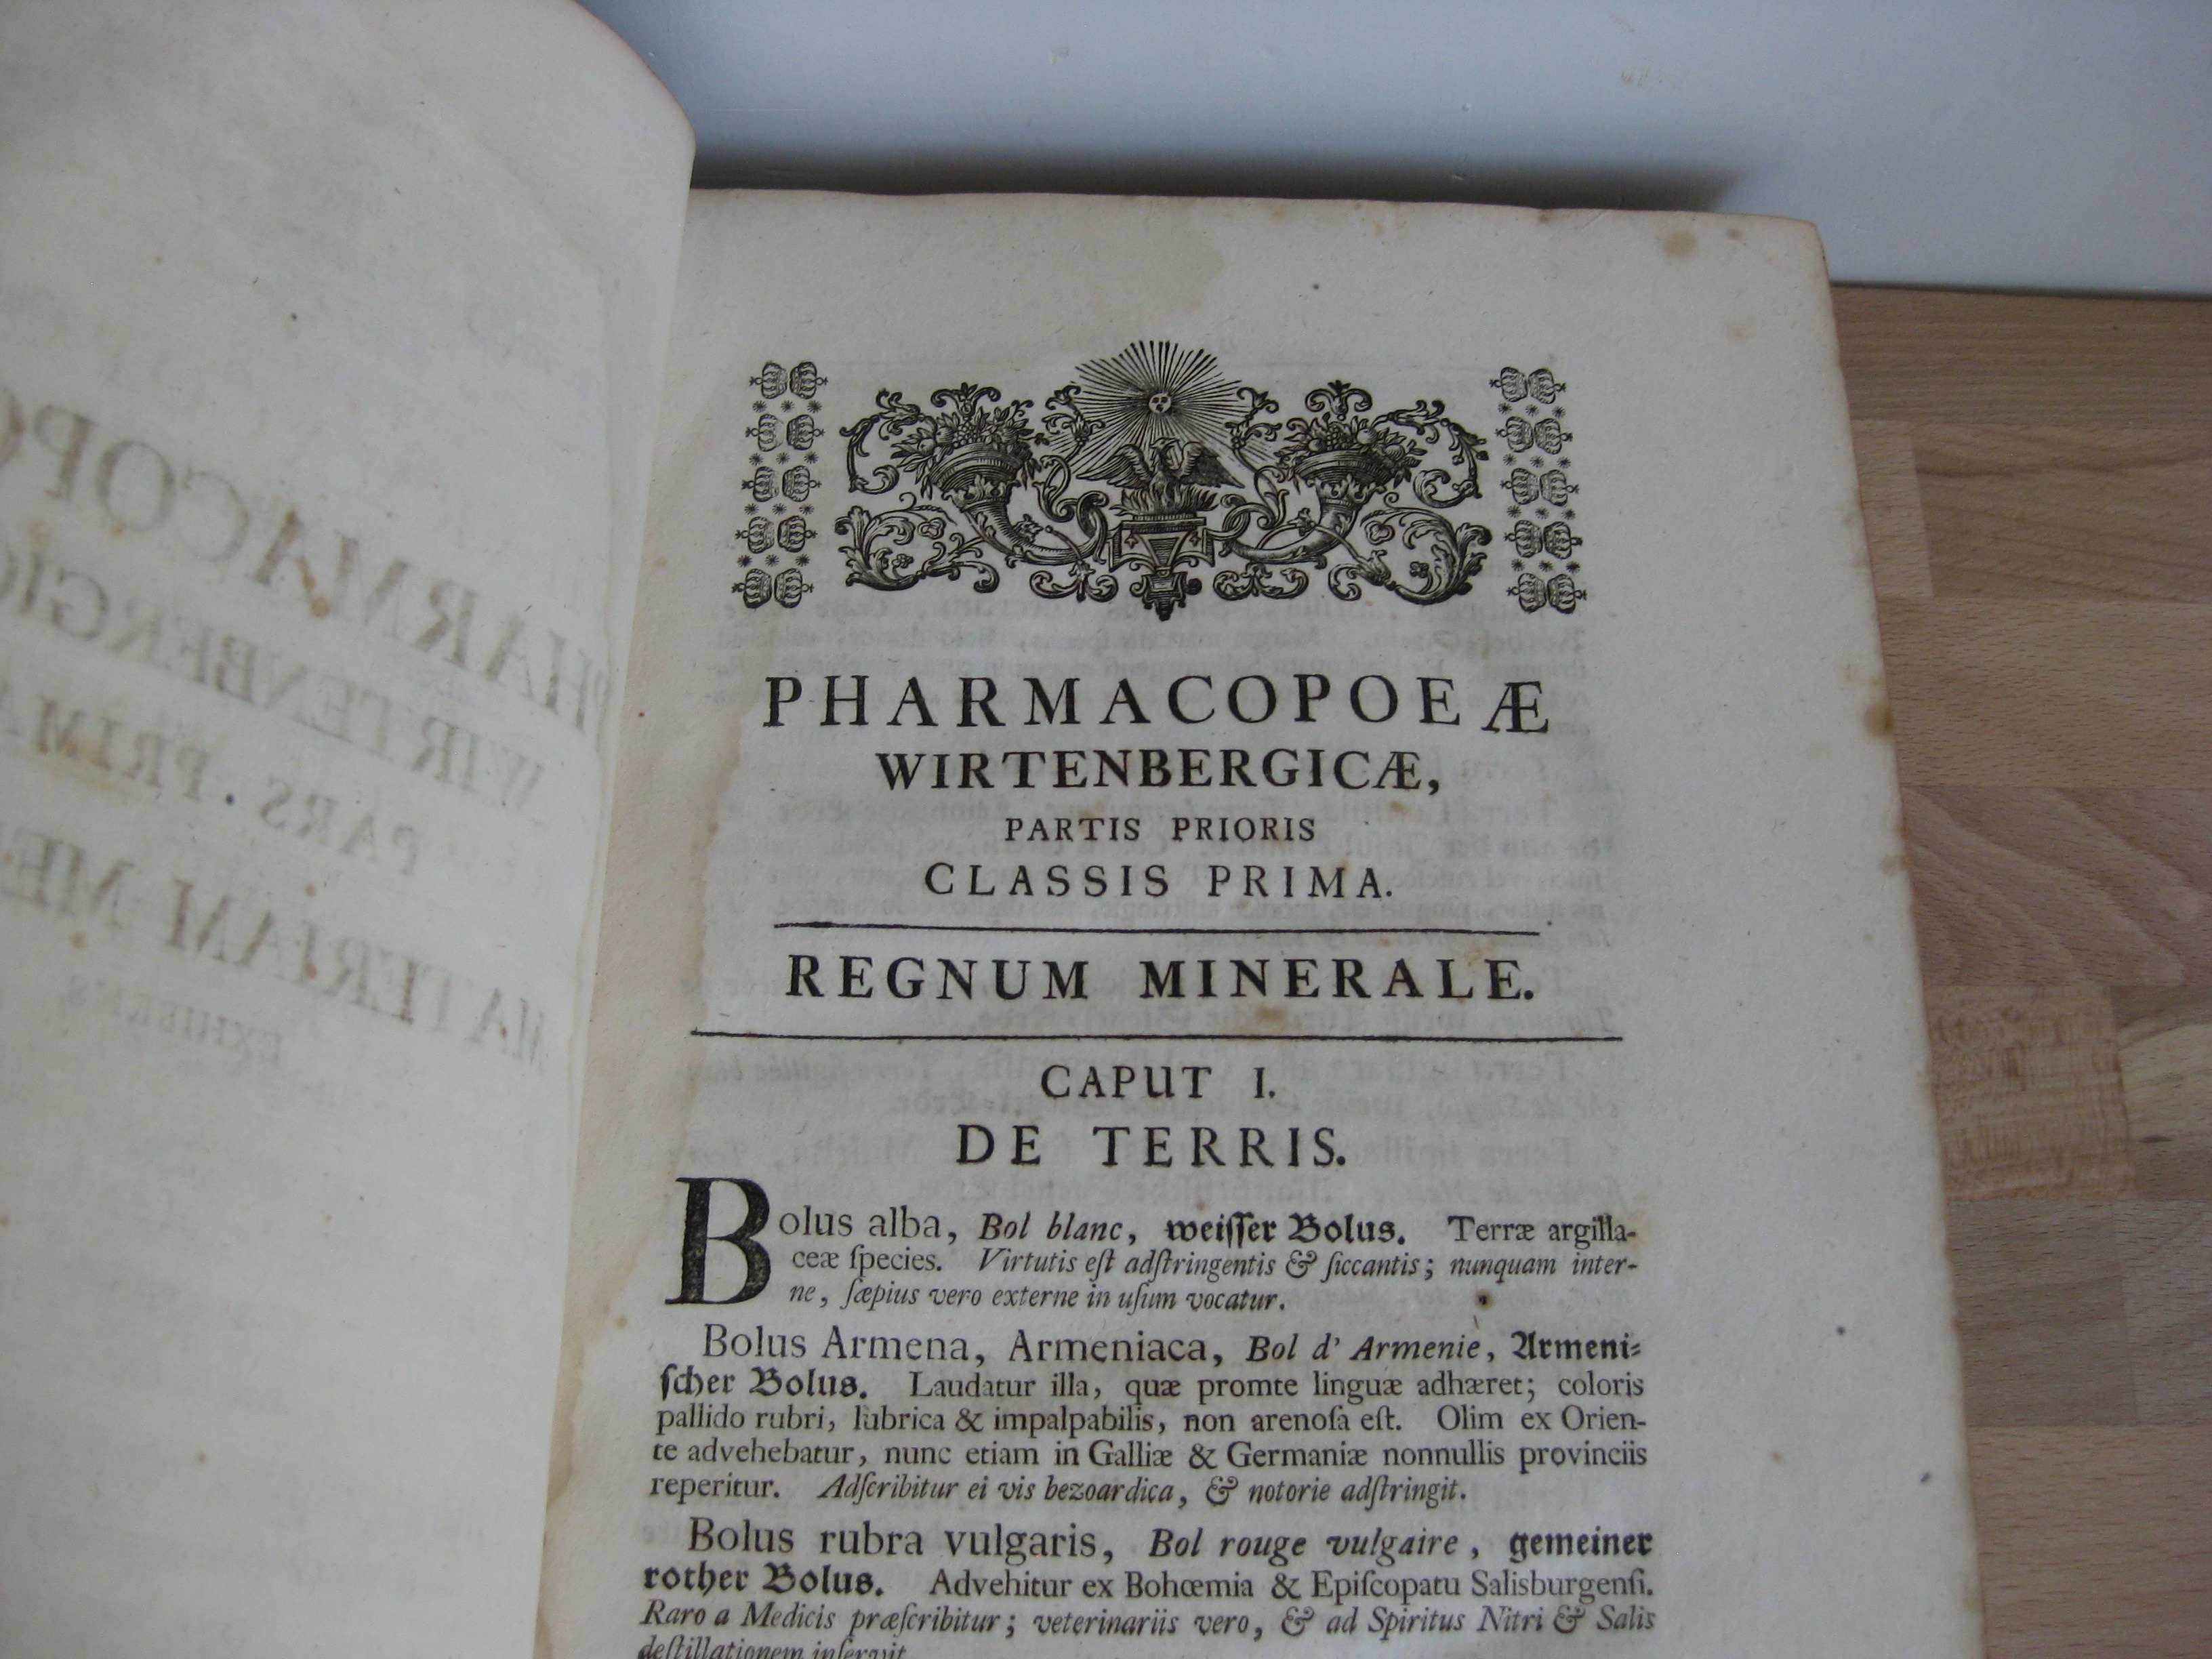 PHARMACOPOEÆ
WIRTENBERGICÆ,
PARTIS PRIORIS
CLASSIS PRIMA.
REGNUM MINERALE.
CAPUT I.
DE TERRIS.
Bolus alba, Bol blanc, weiſſer Bolus. Terræ argilla-
ceæ ſpecies. Virtutis eſt adſtringentis & ſiccantis; nunquam inter-
ne, ſæpius vero externe in uſum vocatur.
Bolus Armena, Armeniaca, Bol d' Armenie, Armeni-
ſcher Bolus. Laudatur illa, quæ promte linguæ adhæret; coloris
pallido rubri, lubrica & impalpabilis, non arenoſa eſt. Olim ex Orien-
te advehebatur, nunc etiam in Galliæ & Germaniæ nonnullis provinciis
reperitur. Adſcribitur ei vis bezoardica, & notorie adſtringit.
Bolus rubra vulgaris, Bol rouge vulgaire, gemeiner
rother Bolus. Advehitur ex Bohœmia & Epiſcopatu Salisburgenſi.
Raro a Medicis præſcribitur; veterinariis vero, & ad Spiritus Nitri & Salis
deſtillationem inſervit